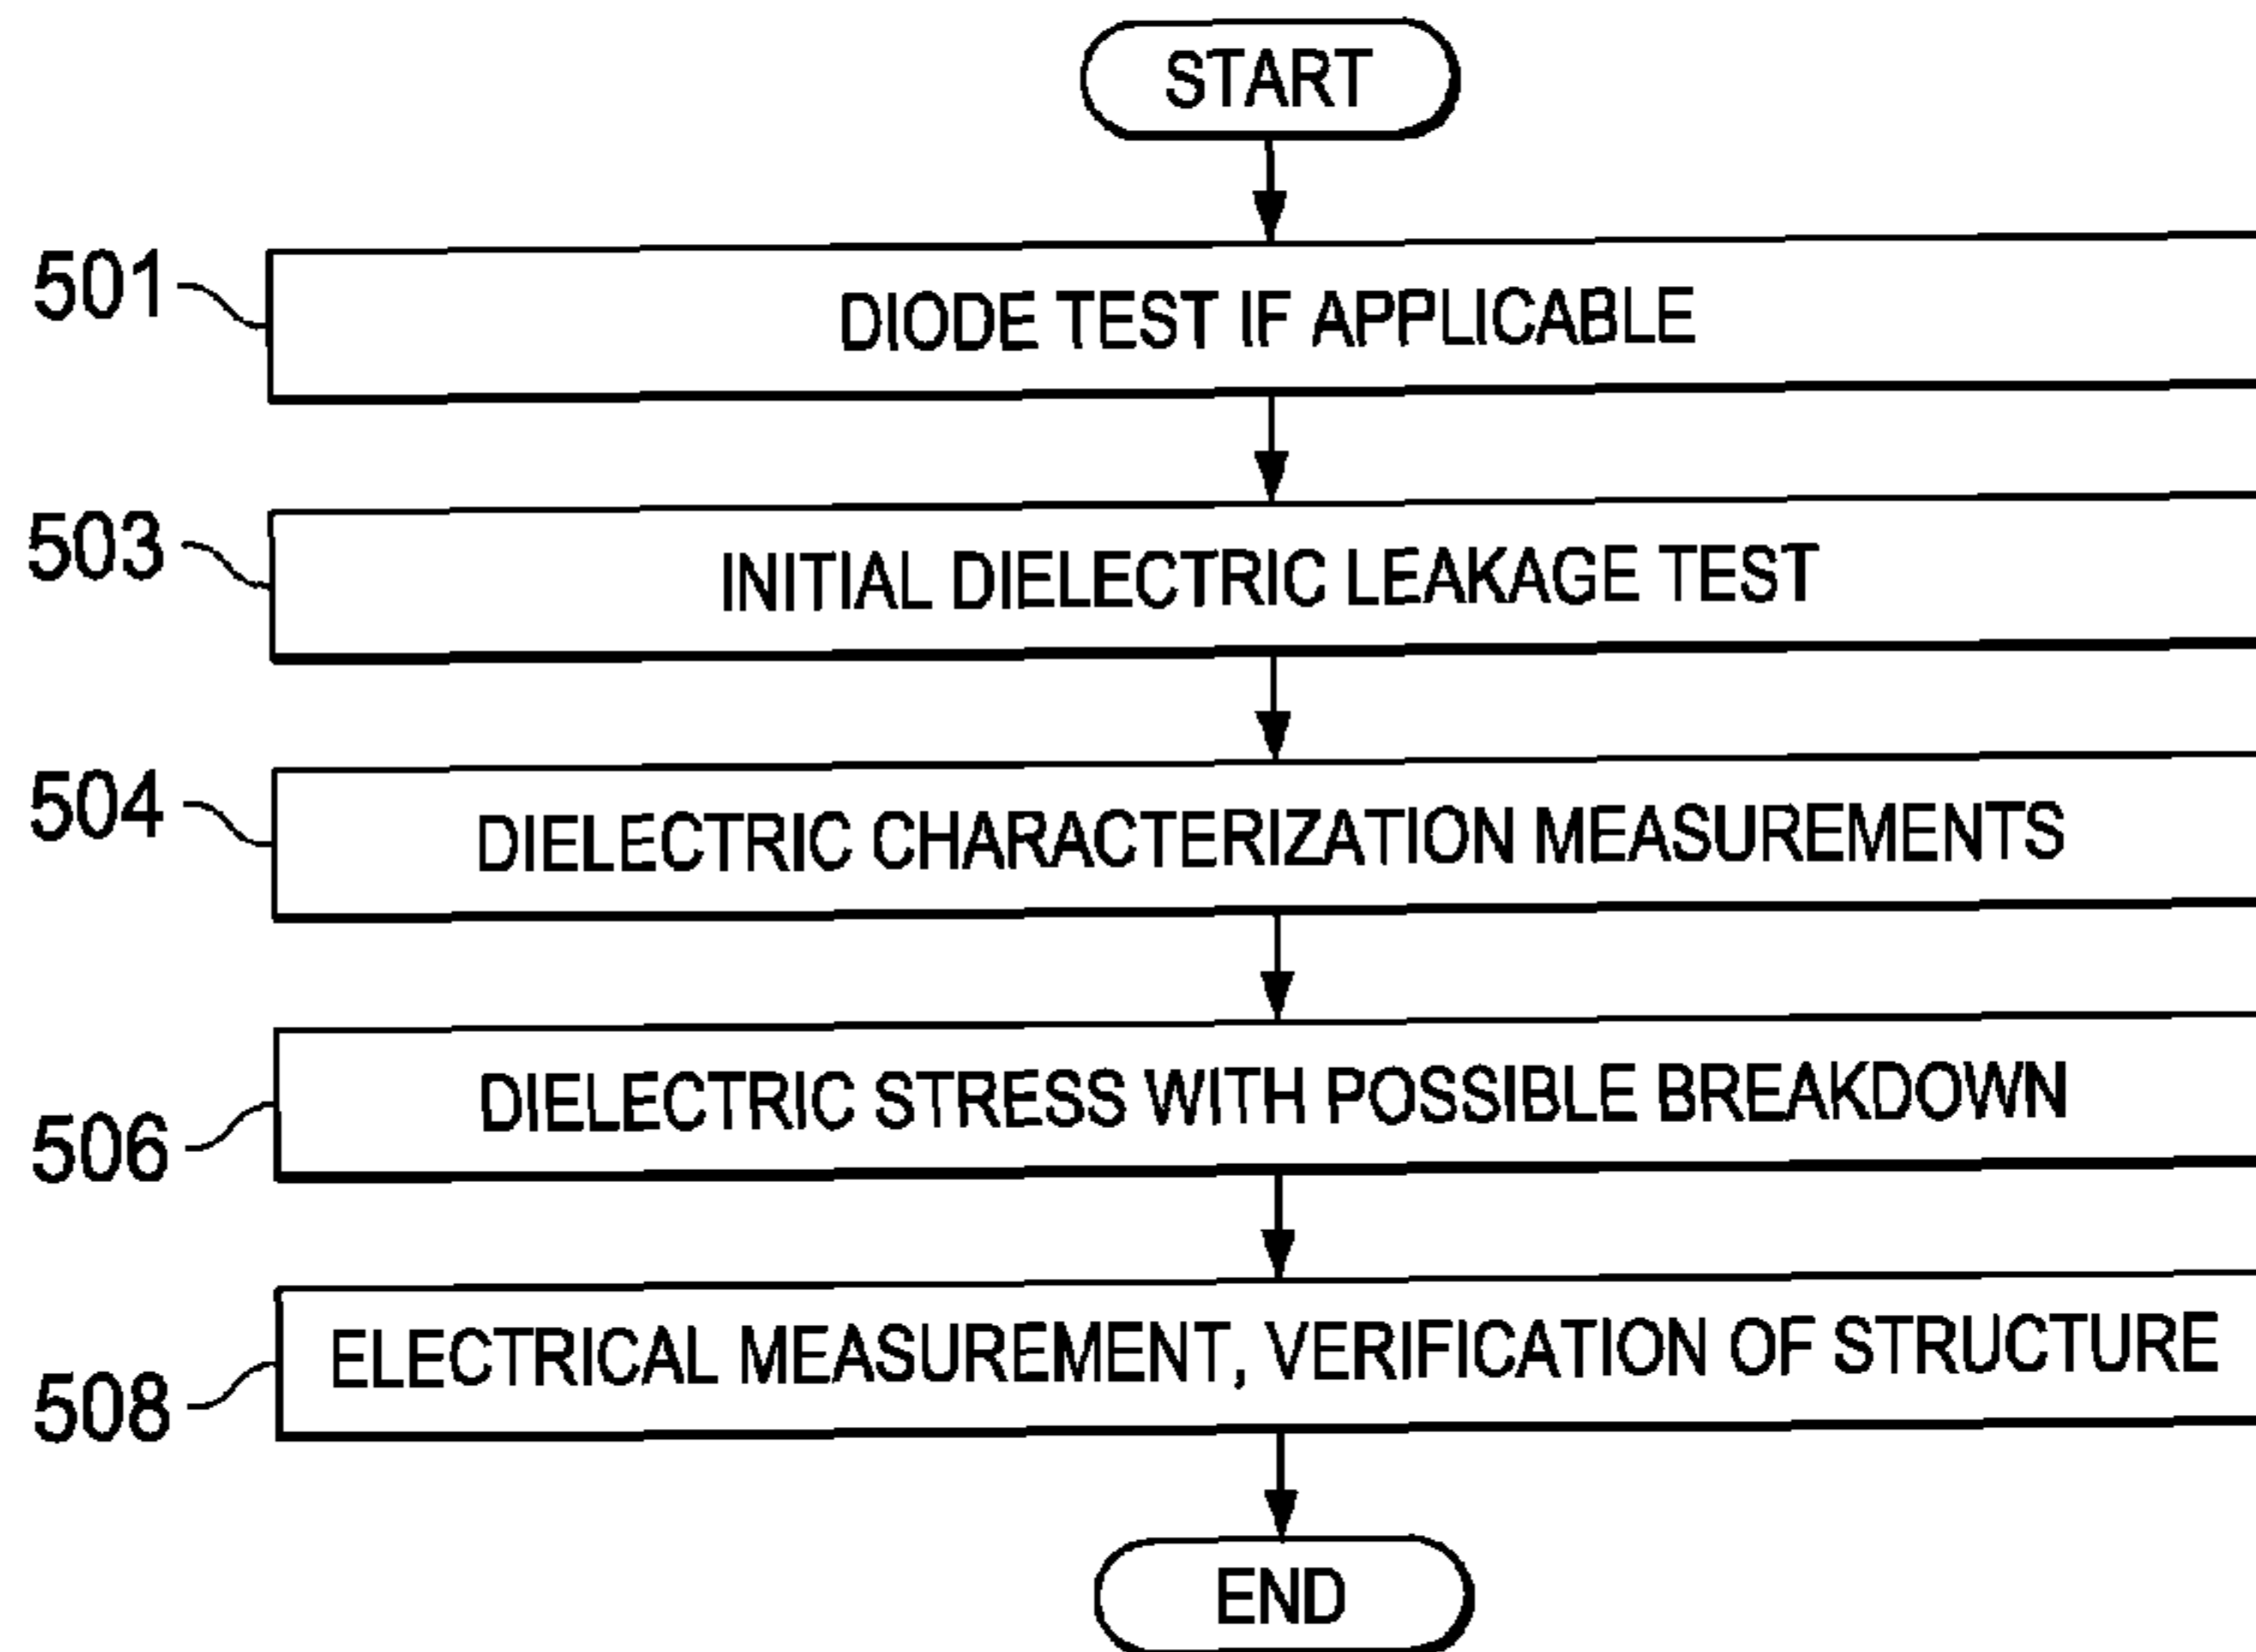 START
501
DIODE TEST IF APPLICABLE
503
INITIAL DIELECTRIC LEAKAGE TEST
504
DIELECTRIC CHARACTERIZATION MEASUREMENTS
506
DIELECTRIC STRESS WITH POSSIBLE BREAKDOWN
508
ELECTRICAL MEASUREMENT, VERIFICATION OF STRUCTURE
END